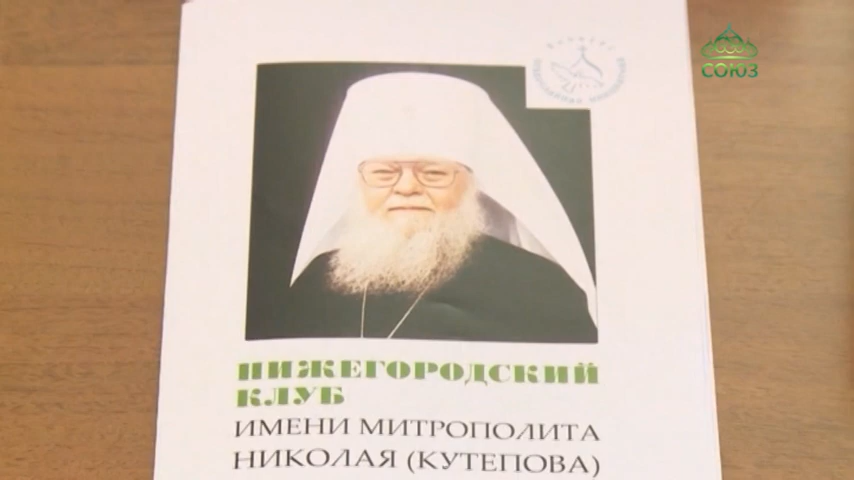 СОЮЗ
НИЖЕГОРОДСКИЙ
КЛУБ
ИМЕНИ МИТРОПОЛИТА
НИКОЛАЯ (КУТЕПОВА)